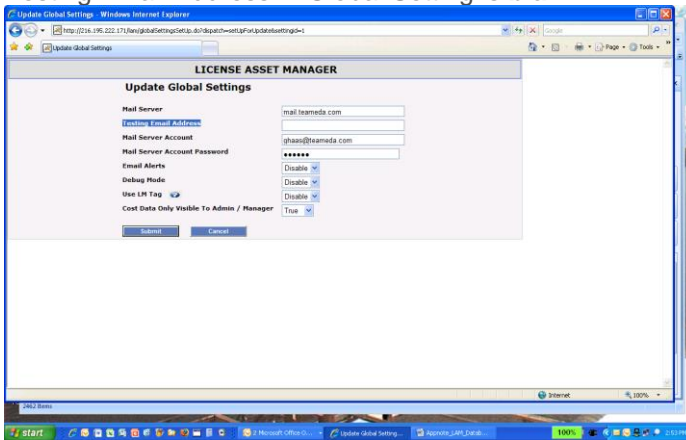 Update Global Settings - Windows Internet Explorer
http://216.195.222.171/lam/globalSettingsSetUp.do?dispatch=setUpForUpdate&settingid=1
Google
Update Global Settings
Page
Tools
LICENSE ASSET MANAGER
Update Global Settings
Mail Server
mail.teameda.com
Testing Email Address
Mail Server Account
ghaas@teameda.com
Mail Server Account Password
••••••
Email Alerts
Disable
Debug Mode
Disable
Use LM Tag
Disable
Cost Data Only Visible To Admin / Manager
True
Submit Cancel
Internet
100%
2462 Items
start
2 Microsoft Office O...
Update Global Setting...
Appnote_LAM_Datab...
100%